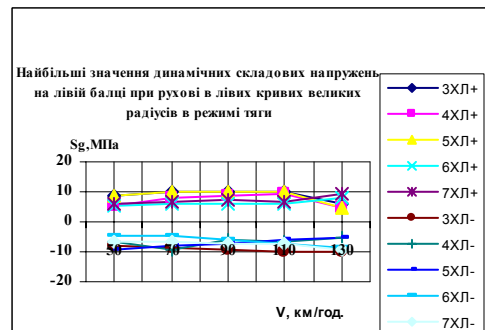 Найбільші значення динамічних складових напружень
на лівій балці при рухові в лівих кривих великих
радіусів в режимі тяги
Sg,МПа
20
10
0
-10
-20
50
70
90
110
130
V, км/год.
3ХЛ+
4ХЛ+
5ХЛ+
6ХЛ+
7ХЛ+
3ХЛ-
4ХЛ-
5ХЛ-
6ХЛ-
7ХЛ-